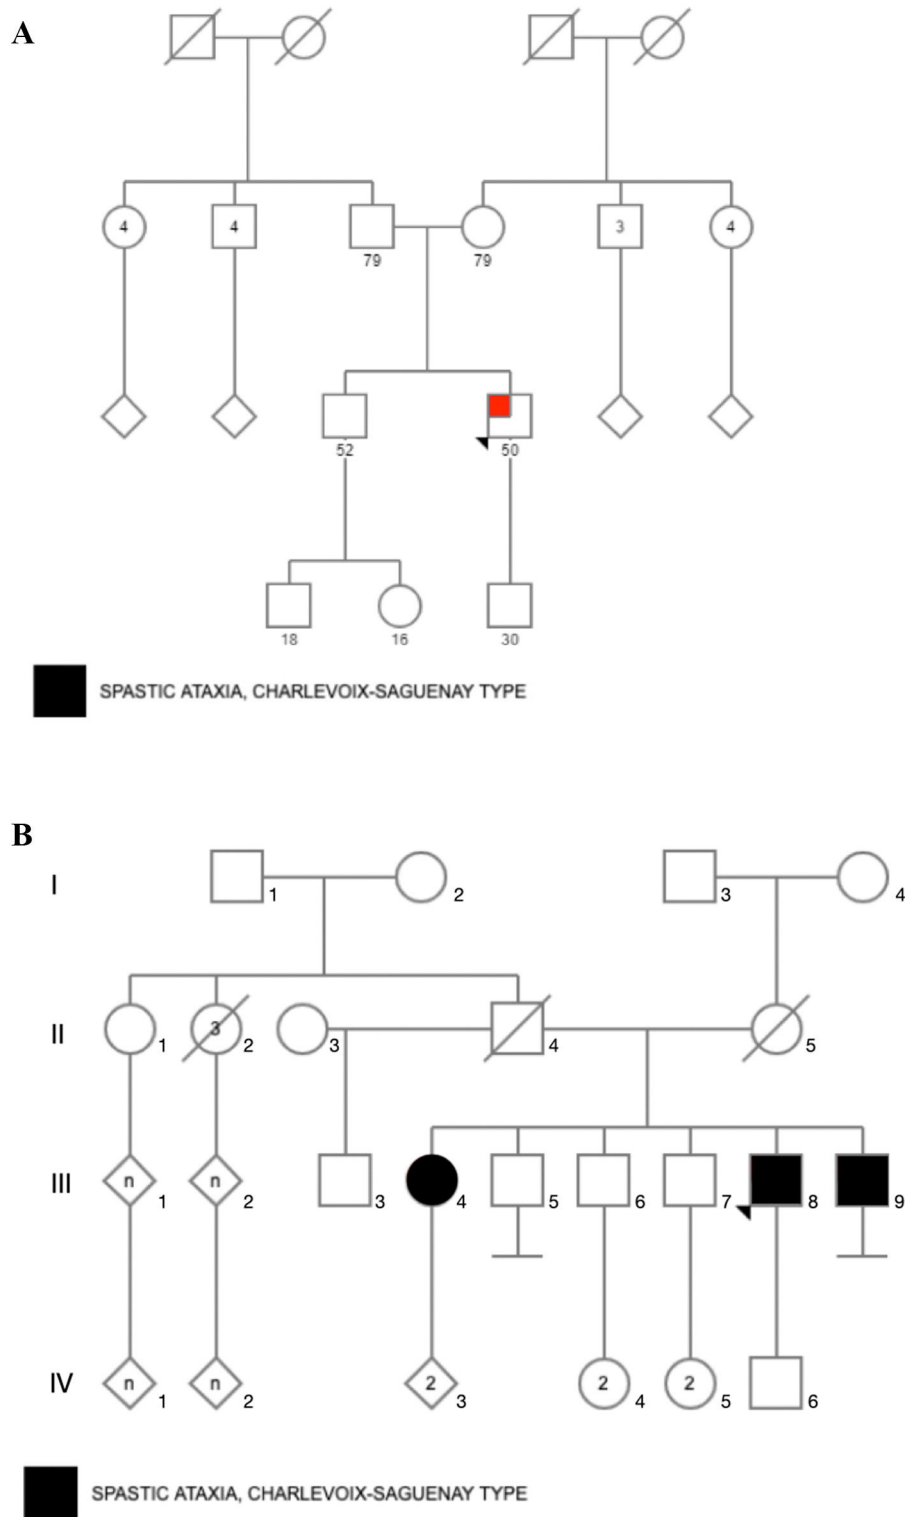 A
4 4 79 79 3 4
52 50
18 16 30
SPASTIC ATAXIA, CHARLEVOIX-SAGUENAY TYPE
B
I 1 2 3 4
II 1 3 2 3 4 5
III n 1 n 2 3 4 5 6 7 8 9
IV n 1 n 2 2 3 2 4 2 5 6
SPASTIC ATAXIA, CHARLEVOIX-SAGUENAY TYPE